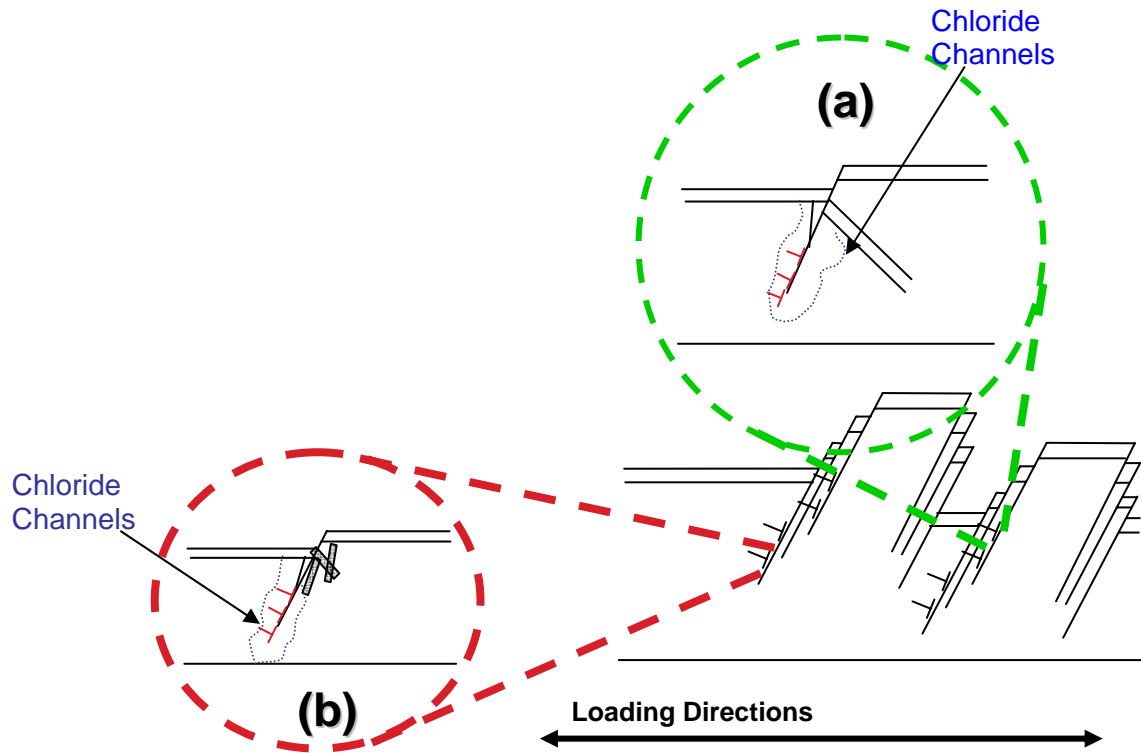 Chloride
Channels
(a)
Chloride
Channels
(b)
Loading Directions